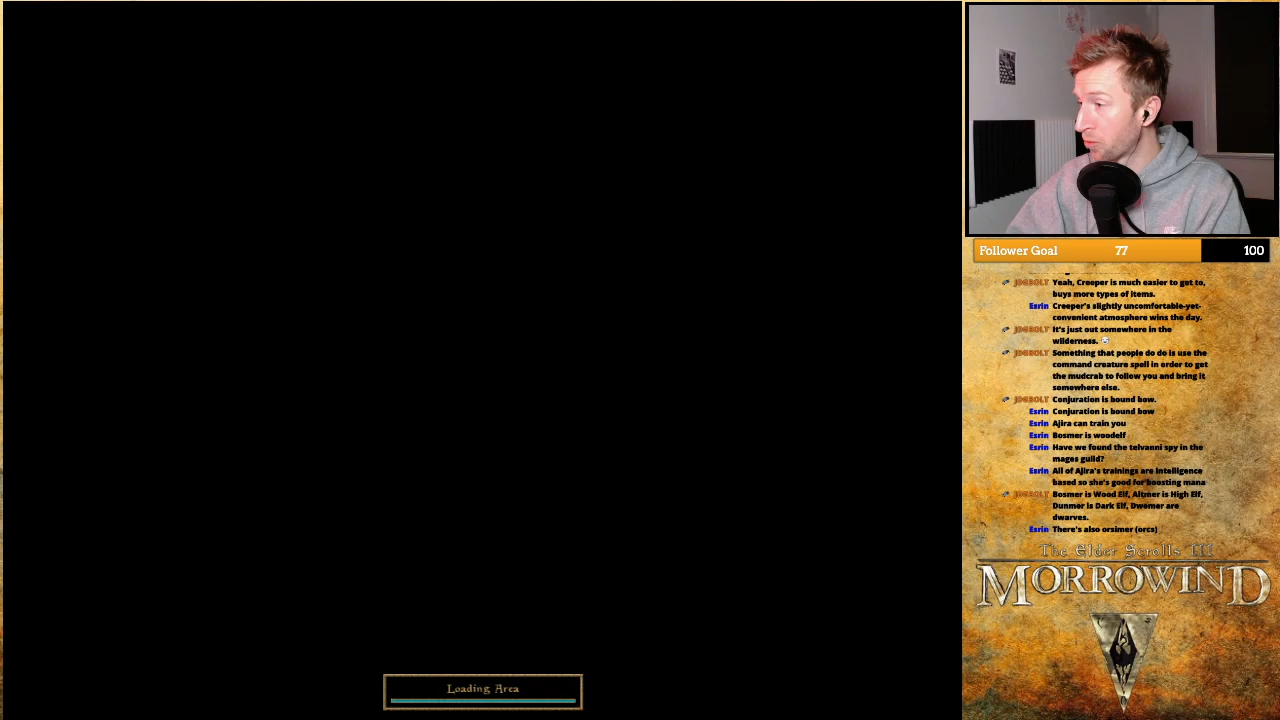 Follower Goal 77 100
JOGBOLT Yeah, Creeper is much easier to get to,
buys more types of items.
Esrin Creeper's slightly uncomfortable-yet-
convenient atmosphere wins the day.
JOGBOLT It's just out somewhere in the
wilderness.
JOGBOLT Something that people do do is use the
command creature spell in order to get
the mudcrab to follow you and bring it
somewhere else.
JOGBOLT Conjuration is bound bow.
Esrin Conjuration is bound bow
Esrin Ajira can train you
Esrin Bosmer is woodelf
Esrin Have we found the telvanni spy in the
mages guild?
Esrin All of Ajira's trainings are intelligence
based so she's good for boosting mana
JOGBOLT Bosmer is Wood Elf, Altmer is High Elf,
Dunmer is Dark Elf, Dwemer are
dwarves.
Esrin There's also orsimer (orcs)
The Elder Scrolls III
MORROWIND
Loading Area